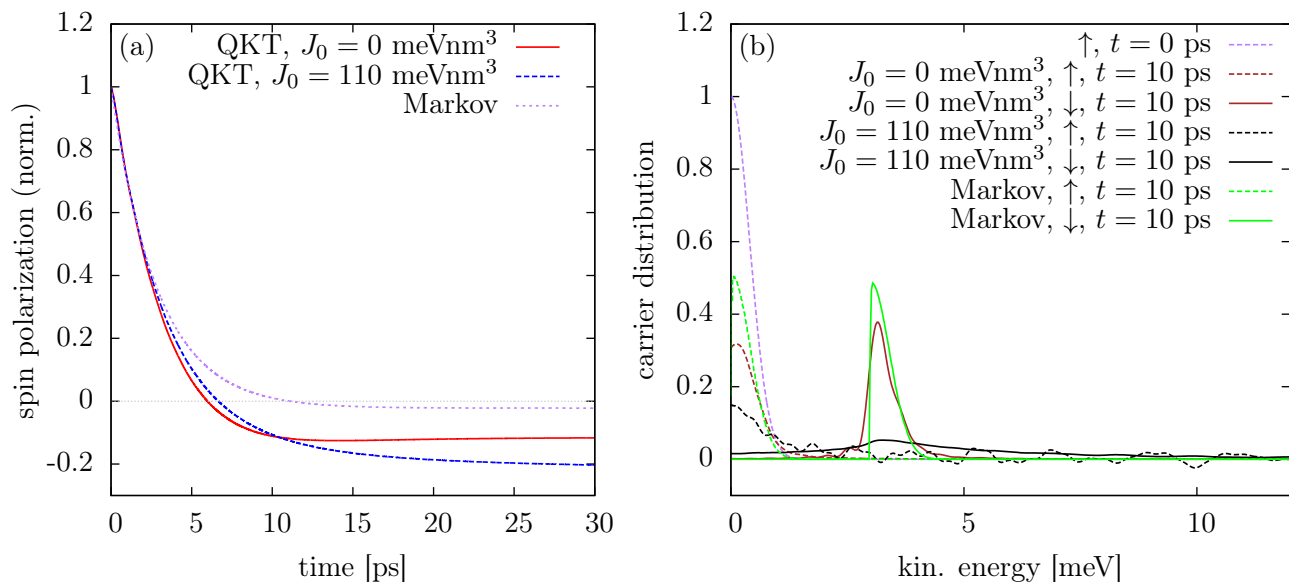 (a)
QKT, J₀ = 0 meVnm³
QKT, J₀ = 110 meVnm³
Markov
1.2
1
0.8
0.6
0.4
0.2
0
-0.2
spin polarization (norm.)
0
5
10
15
20
25
30
time [ps]
(b)
↑, t = 0 ps
J₀ = 0 meVnm³, ↑, t = 10 ps
J₀ = 0 meVnm³, ↓, t = 10 ps
J₀ = 110 meVnm³, ↑, t = 10 ps
J₀ = 110 meVnm³, ↓, t = 10 ps
Markov, ↑, t = 10 ps
Markov, ↓, t = 10 ps
1.2
1
0.8
0.6
0.4
0.2
0
carrier distribution
0
5
10
kin. energy [meV]